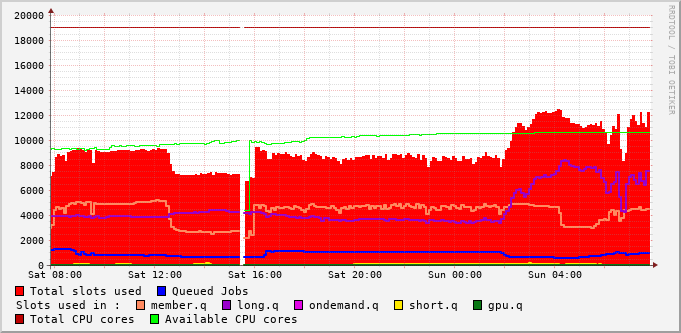 20000
18000
16000
14000
12000
10000
8000
6000
4000
2000
0
Sat 08:00 Sat 12:00 Sat 16:00 Sat 20:00 Sun 00:00 Sun 04:00
Total slots used Queued Jobs
Slots used in : member.q long.q ondemand.q short.q gpu.q
Total CPU cores Available CPU cores
RRDTOOL / TOBI OETIKER